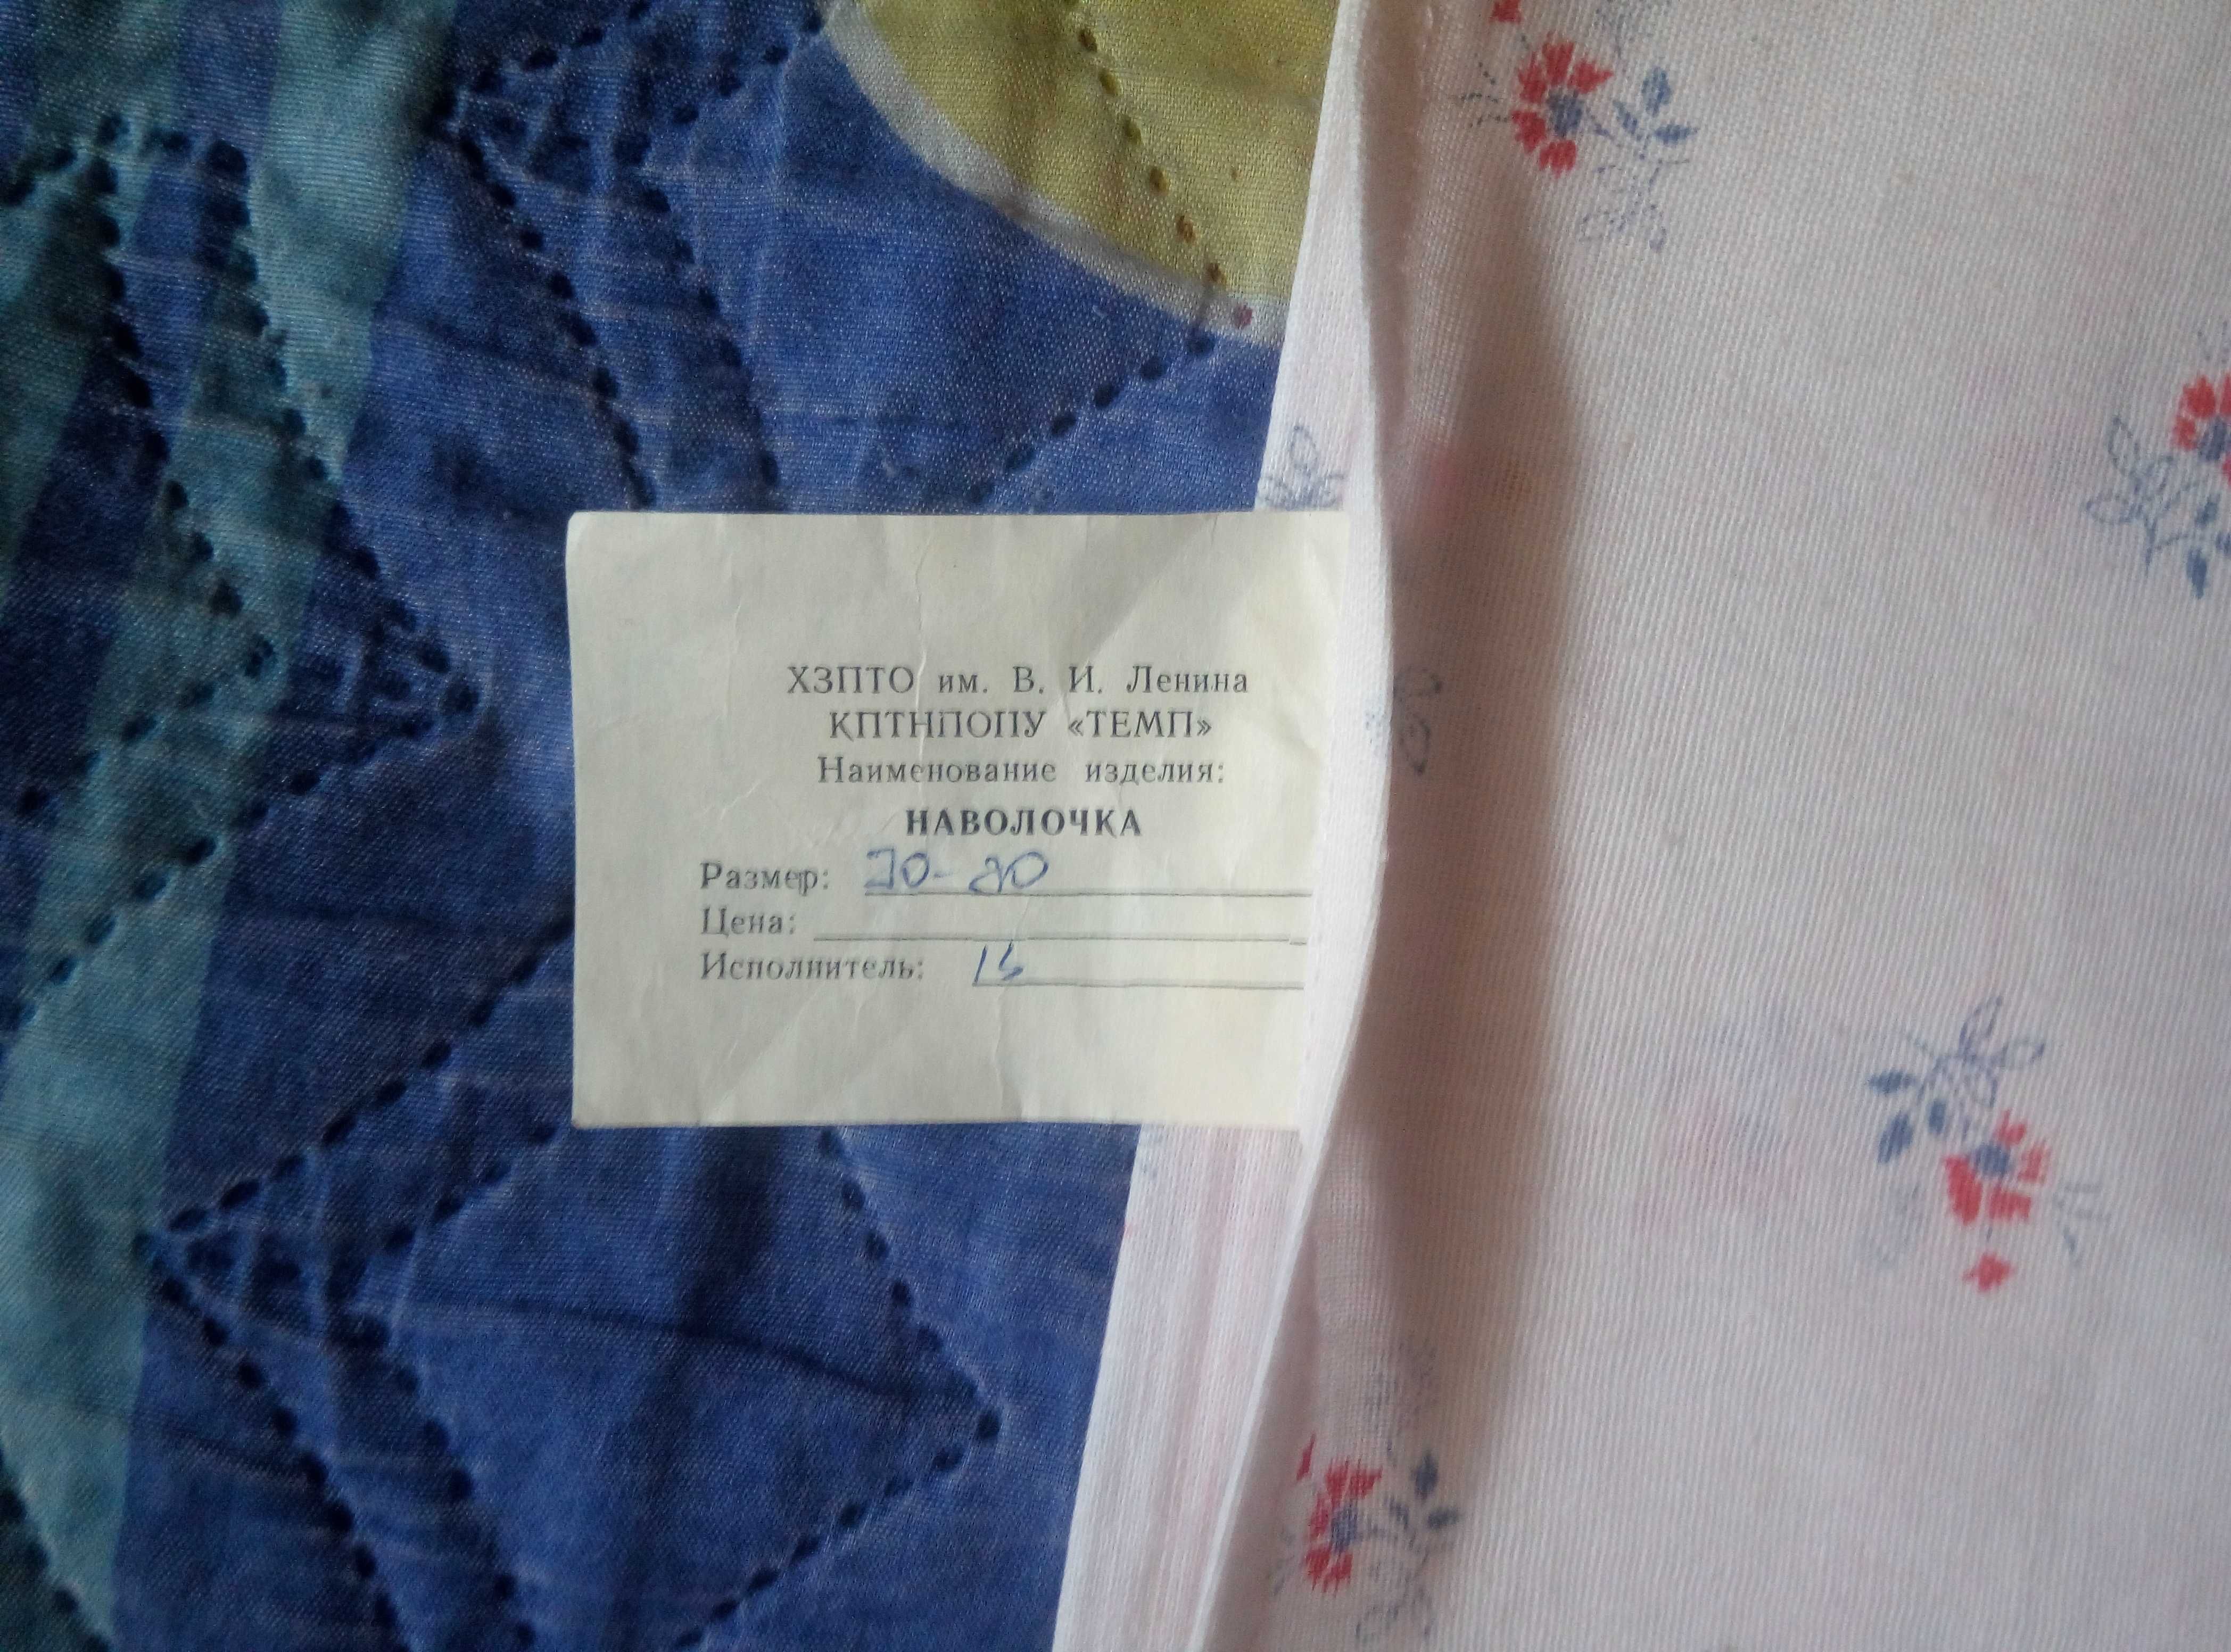 ХЗПТО им. В. И. Ленина
КПТНПОПУ «ТЕМП»
Наименование изделия:
НАВОЛОЧКА
Размер: 70-80
Цена:
Исполнитель: